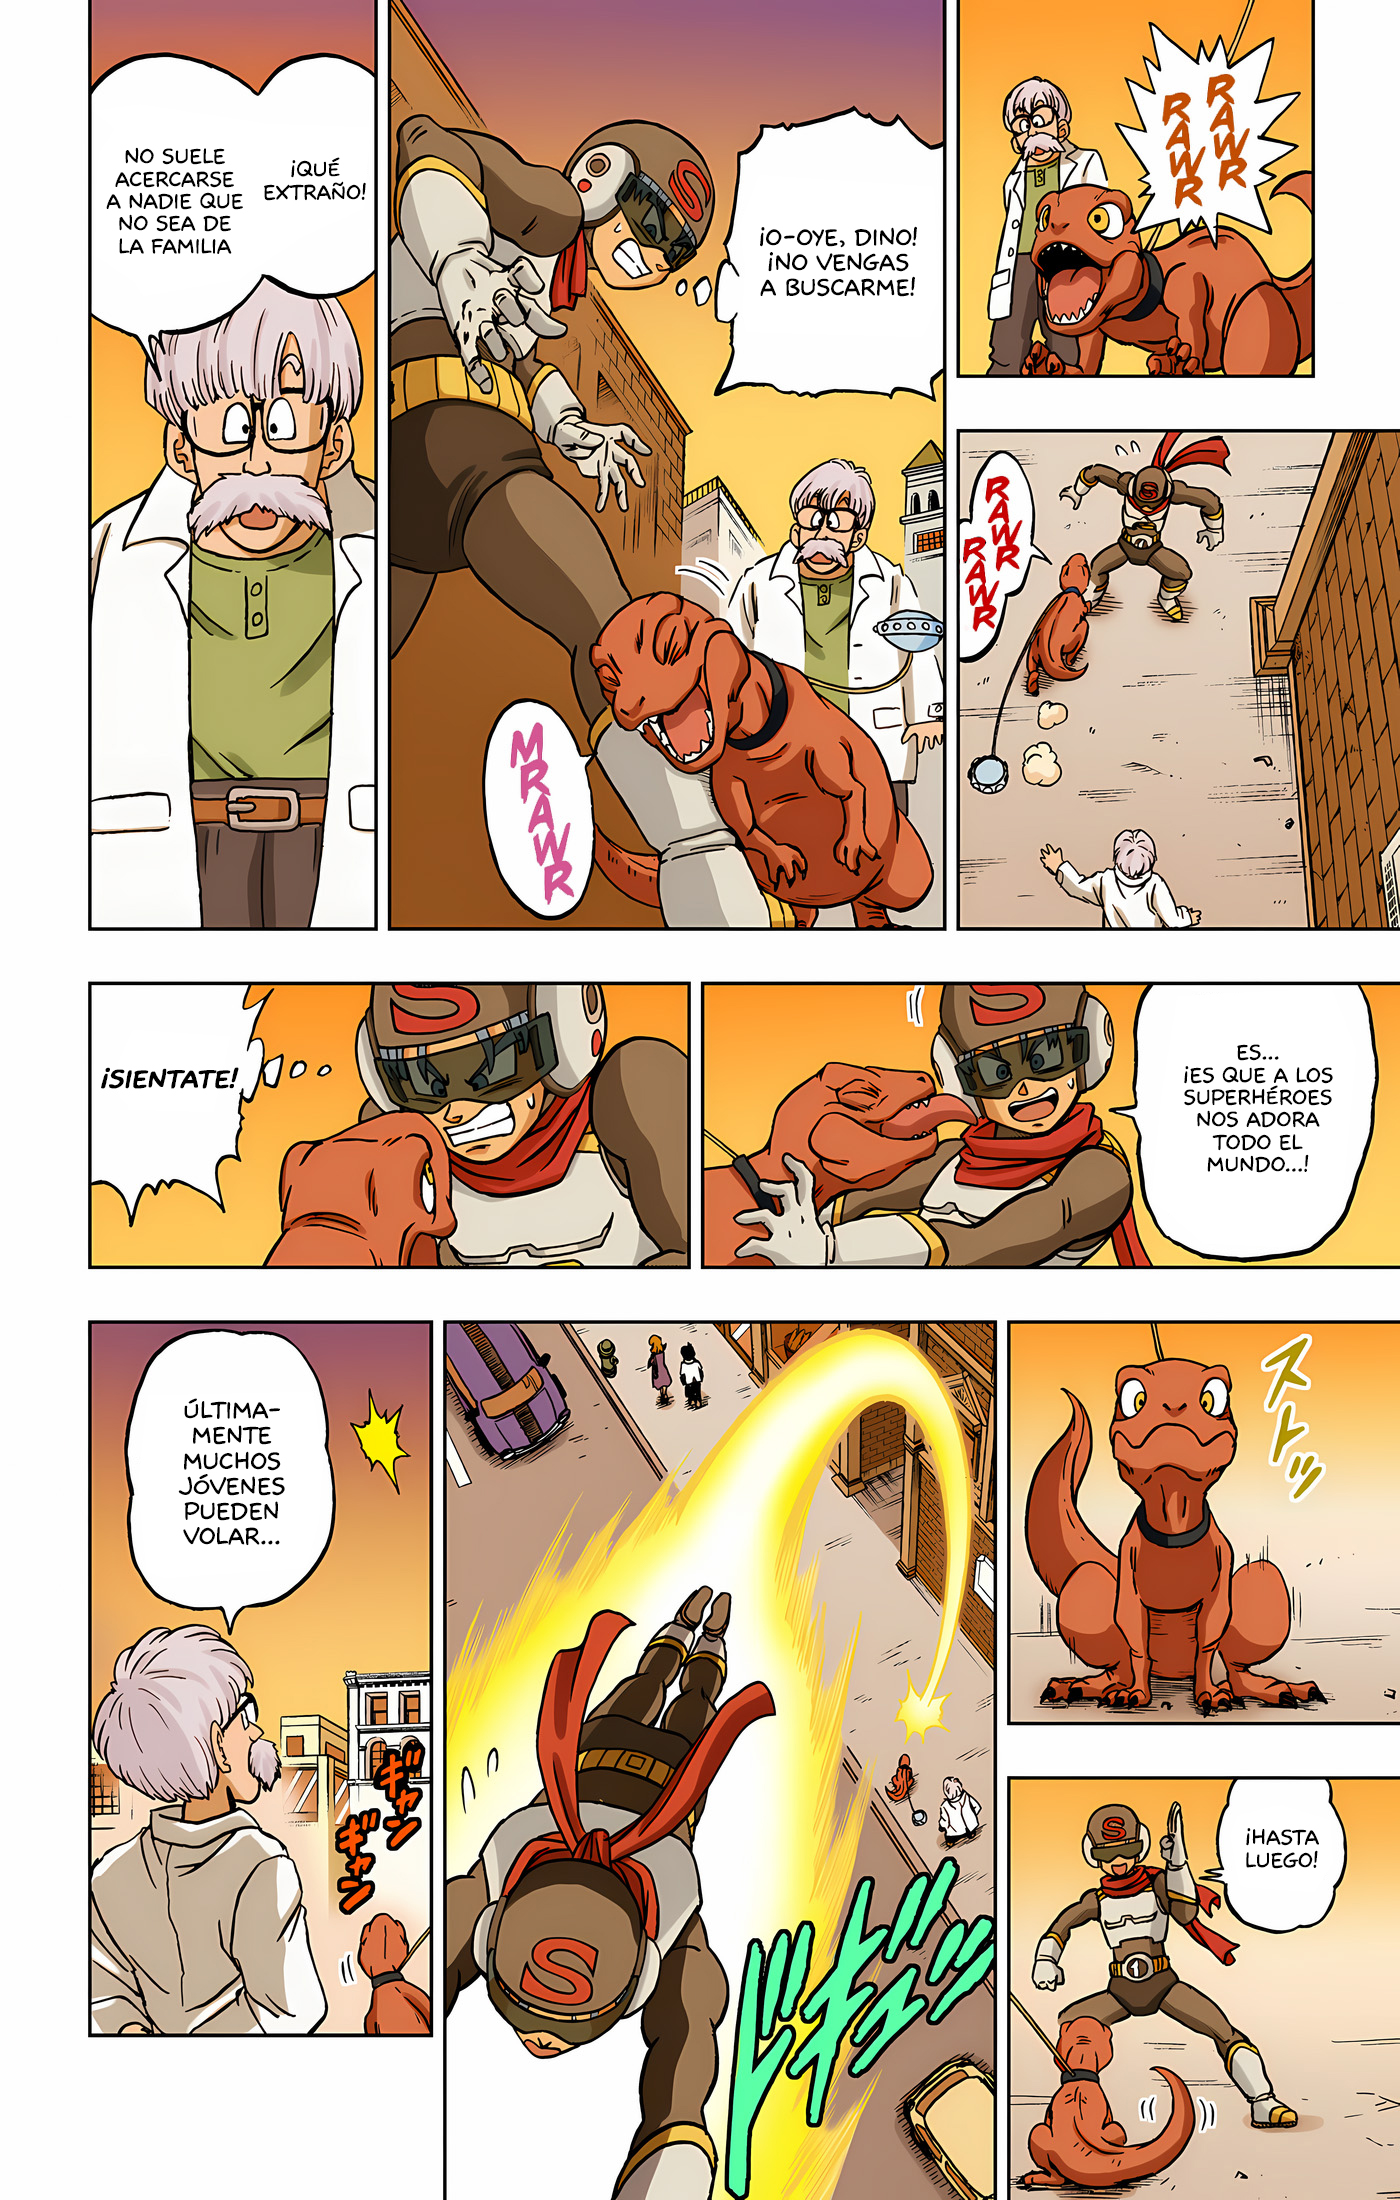 RAWR
RAWR
RAWR
RAWR
¡O-OYE, DINO!
¡NO VENGAS
A BUSCARME!
MRAWR
S
¡QUÉ
EXTRAÑO!
NO SUELE
ACERCARSE
A NADIE QUE
NO SEA DE
LA FAMILIA
S
1
ES...
¡ES QUE A LOS
SUPERHÉROES
NOS ADORA
TODO EL
MUNDO...!
S
¡SIENTATE!
S
ストッ
¡HASTA
LUEGO!
S
1
ドギュッ
S
ÚLTIMA-
MENTE
MUCHOS
JÓVENES
PUEDEN
VOLAR...
ギャン
ギャン